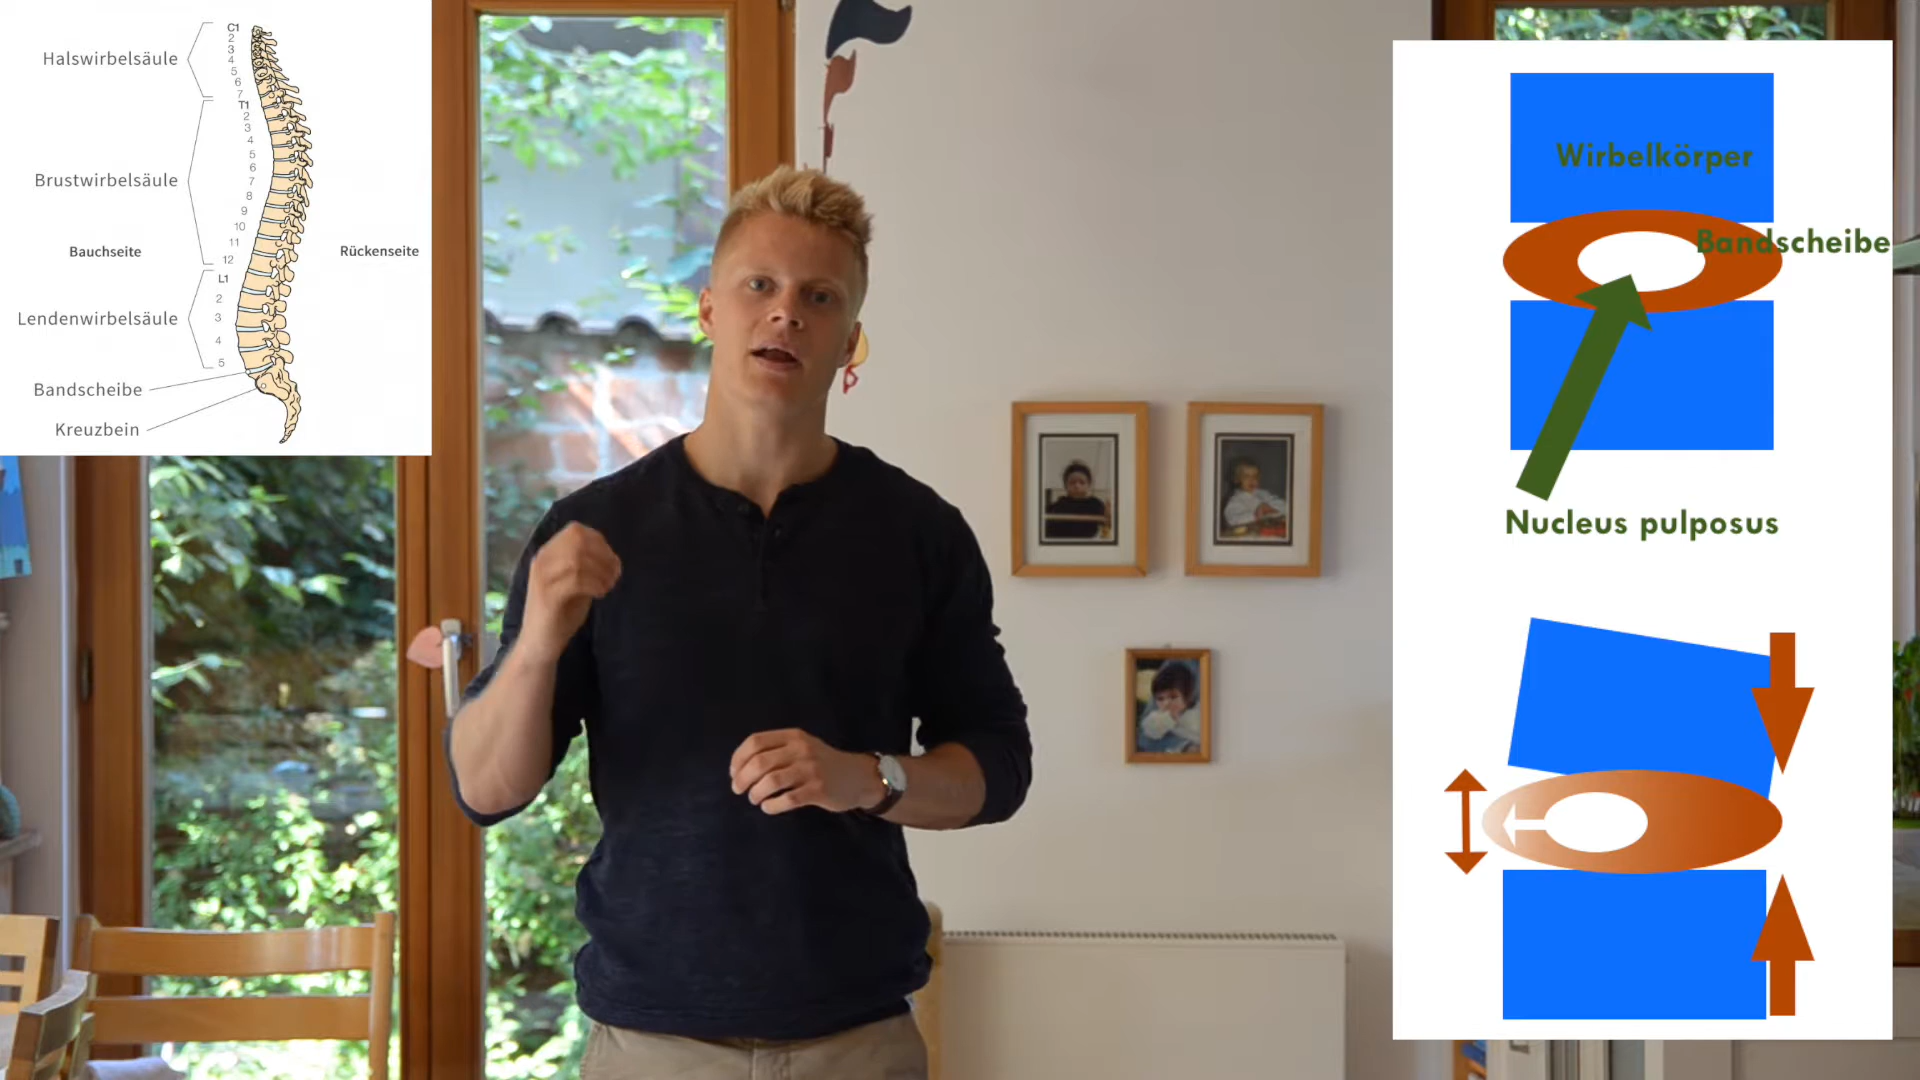 C1
2
3
4
5
6
7
Halswirbelsäule
T1
2
3
4
5
6
7
8
9
10
11
12
Brustwirbelsäule
Bauchseite
Rückenseite
L1
2
3
4
5
Lendenwirbelsäule
Bandscheibe
Kreuzbein
Wirbelkörper
Bandscheibe
Nucleus pulposus